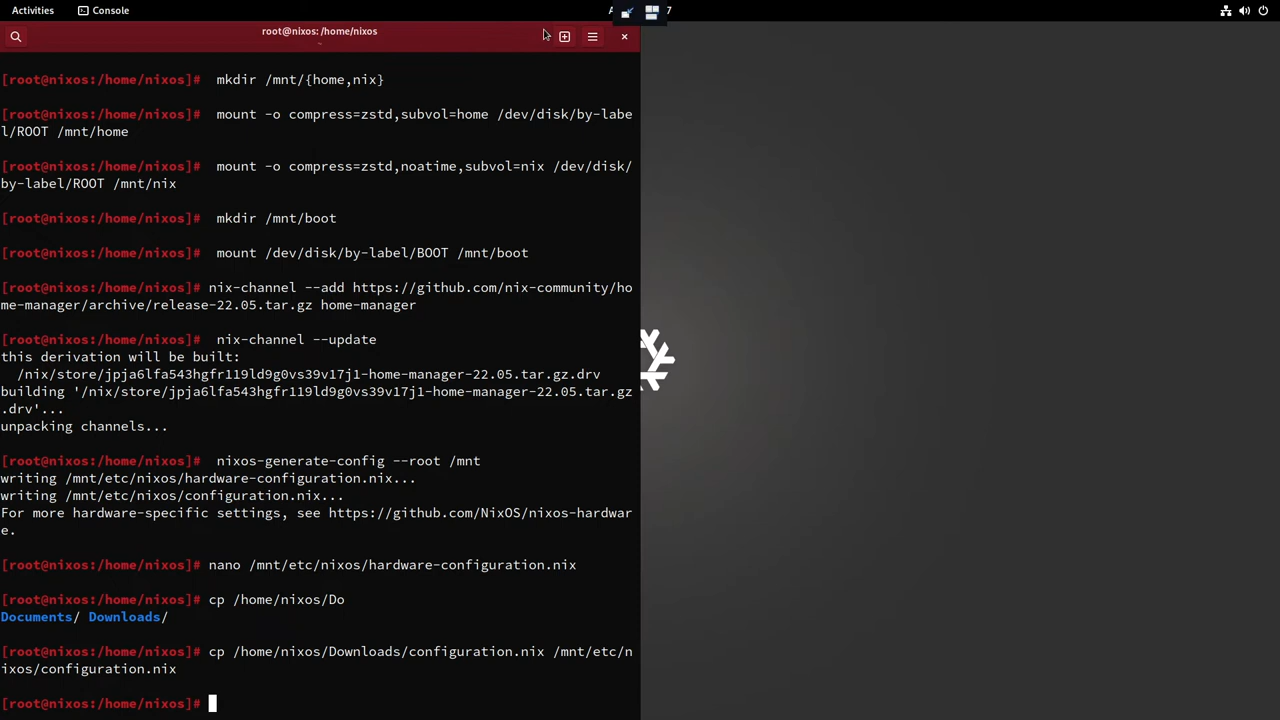 Activities Console A 7
root@nixos: /home/nixos
~
[root@nixos:/home/nixos]#  mkdir /mnt/{home,nix}
[root@nixos:/home/nixos]#  mount -o compress=zstd,subvol=home /dev/disk/by-labe
l/ROOT /mnt/home
[root@nixos:/home/nixos]#  mount -o compress=zstd,noatime,subvol=nix /dev/disk/
by-label/ROOT /mnt/nix
[root@nixos:/home/nixos]#  mkdir /mnt/boot
[root@nixos:/home/nixos]#  mount /dev/disk/by-label/BOOT /mnt/boot
[root@nixos:/home/nixos]# nix-channel --add https://github.com/nix-community/ho
me-manager/archive/release-22.05.tar.gz home-manager
[root@nixos:/home/nixos]#  nix-channel --update
this derivation will be built:
/nix/store/jpja6lfa543hgfr119ld9g0vs39v17j1-home-manager-22.05.tar.gz.drv
building '/nix/store/jpja6lfa543hgfr119ld9g0vs39v17j1-home-manager-22.05.tar.gz
.drv'...
unpacking channels...
[root@nixos:/home/nixos]#  nixos-generate-config --root /mnt
writing /mnt/etc/nixos/hardware-configuration.nix...
writing /mnt/etc/nixos/configuration.nix...
For more hardware-specific settings, see https://github.com/NixOS/nixos-hardwar
e.
[root@nixos:/home/nixos]# nano /mnt/etc/nixos/hardware-configuration.nix
[root@nixos:/home/nixos]# cp /home/nixos/Do
Documents/ Downloads/
[root@nixos:/home/nixos]# cp /home/nixos/Downloads/configuration.nix /mnt/etc/n
ixos/configuration.nix
[root@nixos:/home/nixos]#